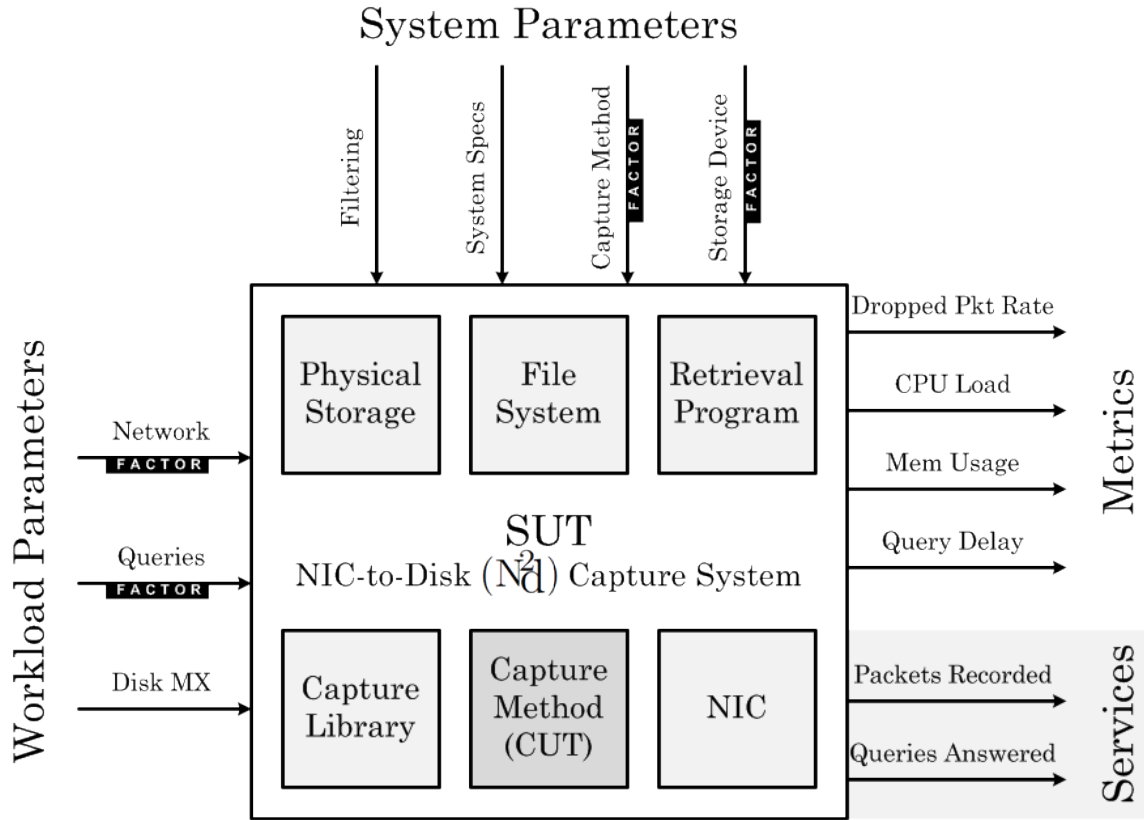 System Parameters
Filtering
System Specs
Capture Method
FACTOR
Storage Device
FACTOR
Workload Parameters
Network
FACTOR
Queries
FACTOR
Disk MX
Physical
Storage
File
System
Retrieval
Program
SUT
NIC-to-Disk (N2d) Capture System
Capture
Library
Capture
Method
(CUT)
NIC
Dropped Pkt Rate
CPU Load
Mem Usage
Query Delay
Metrics
Packets Recorded
Queries Answered
Services